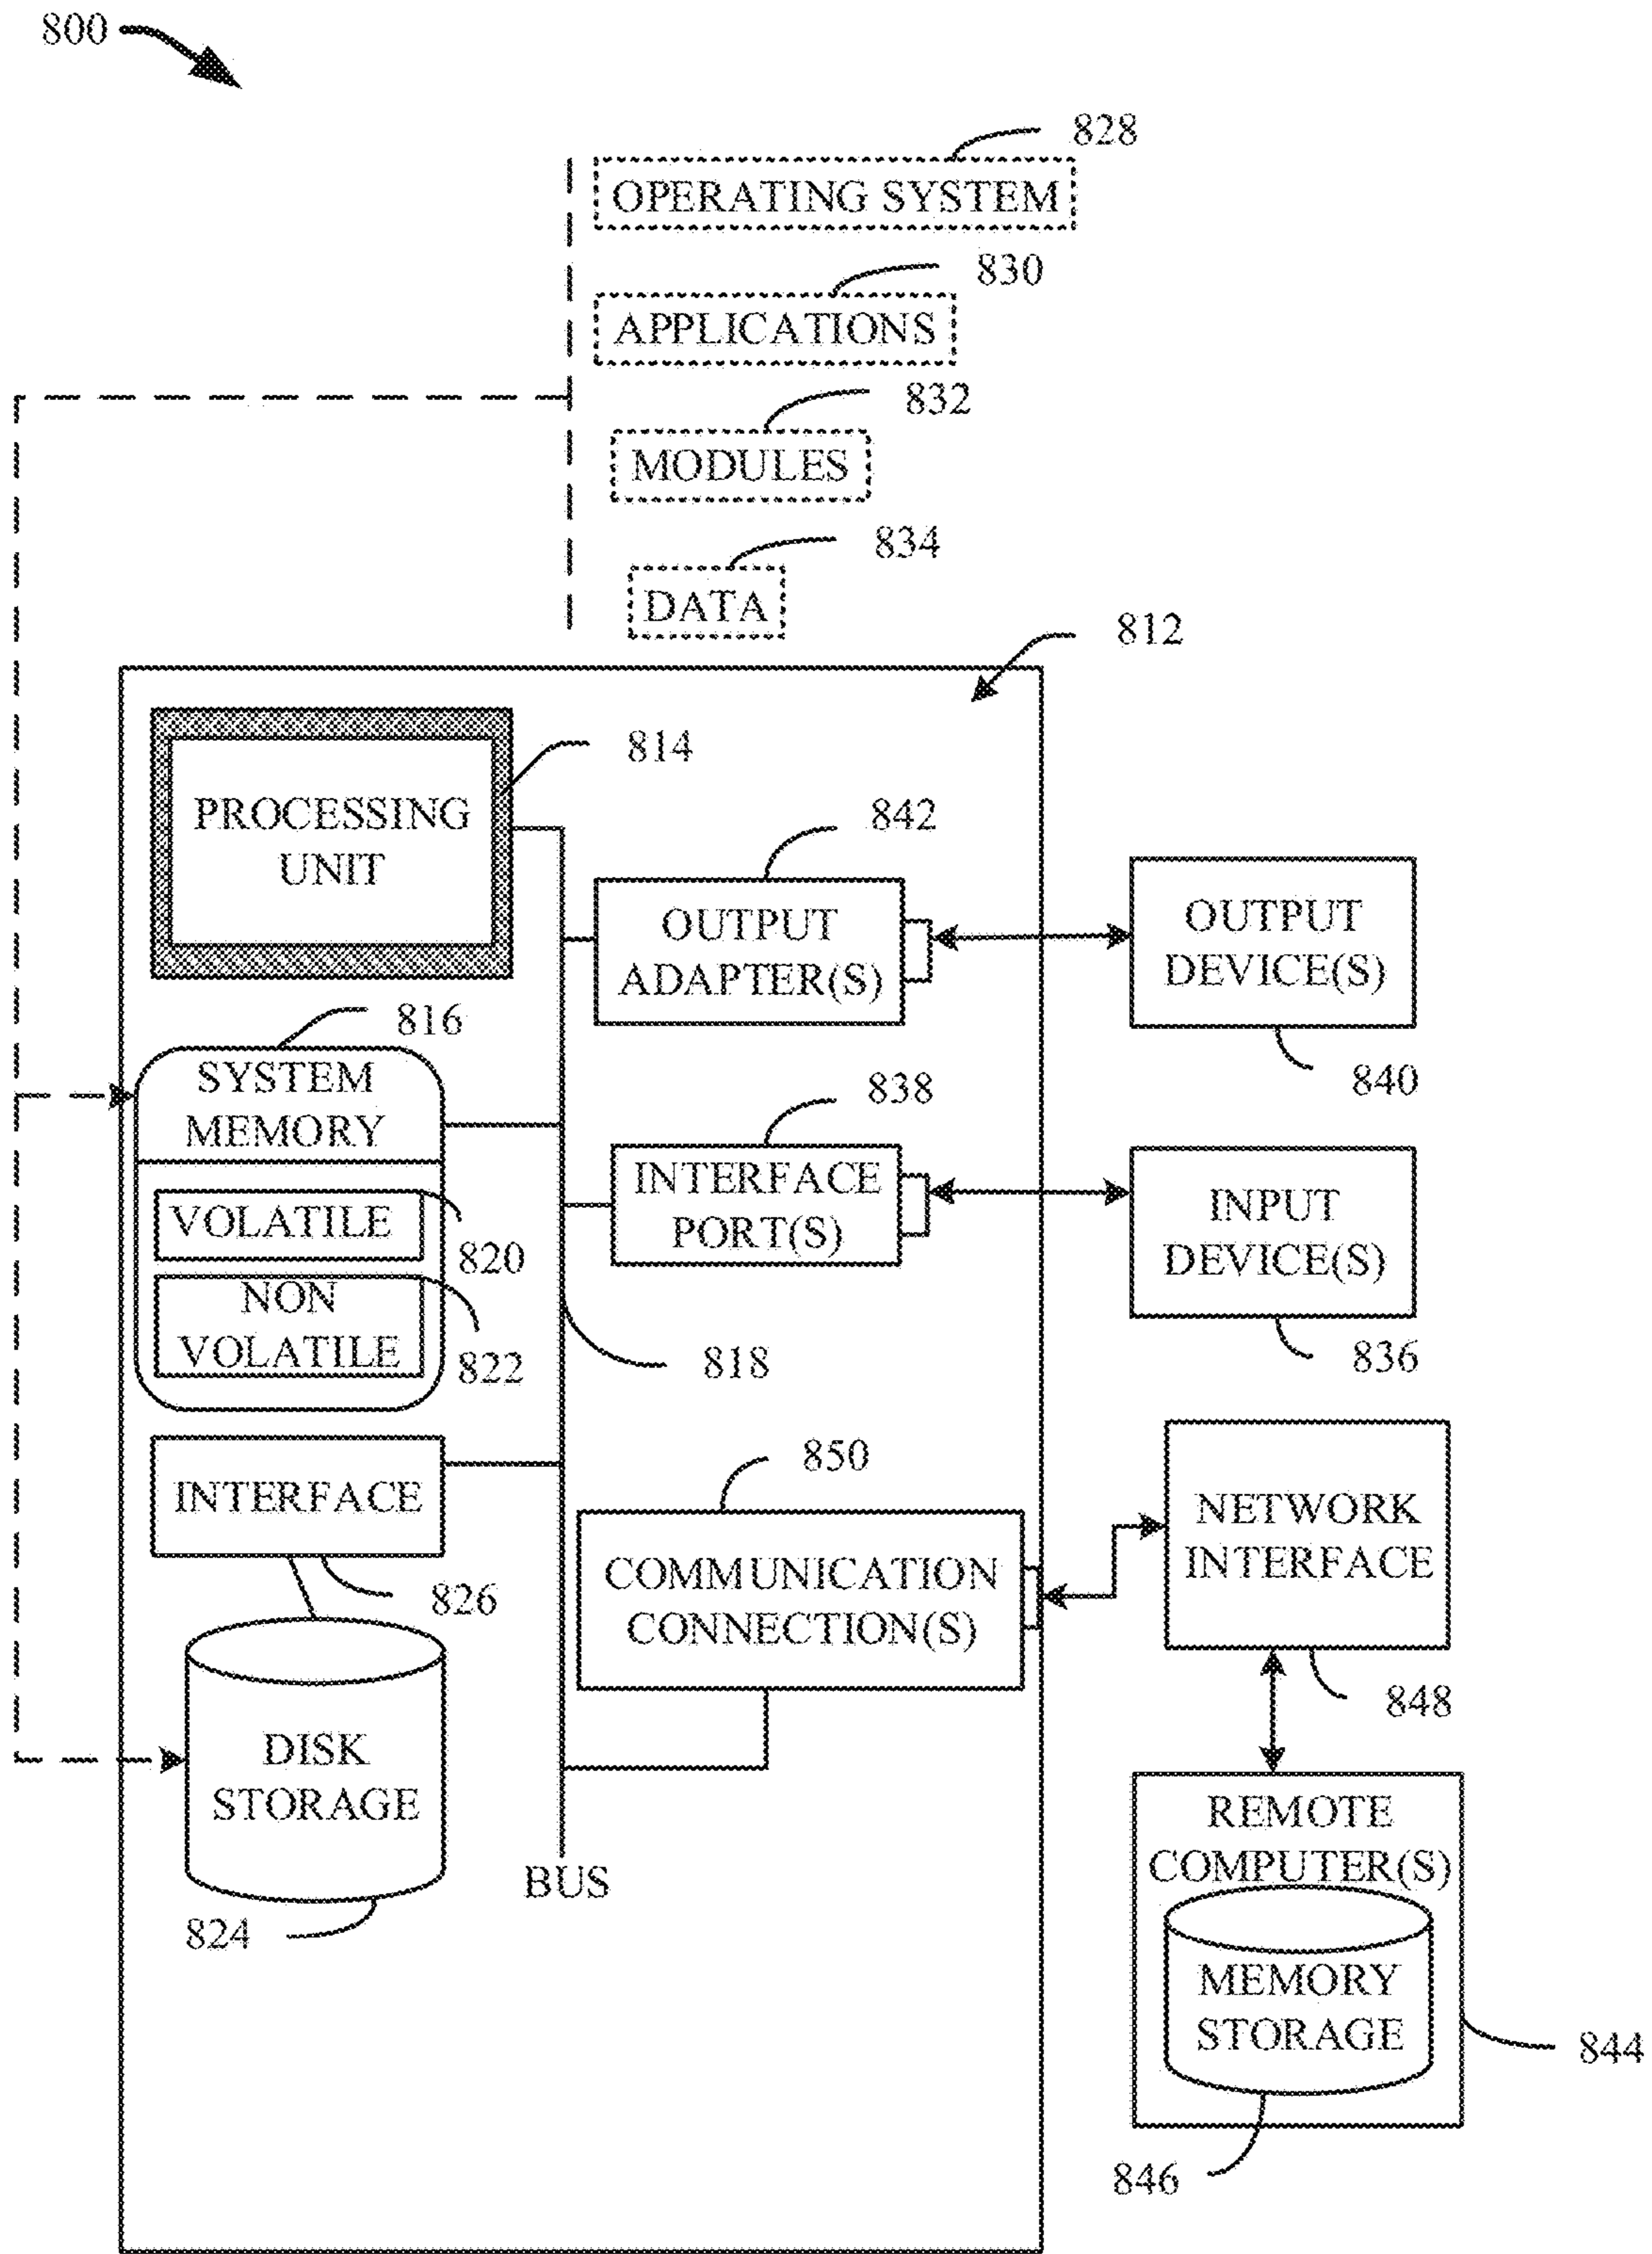 800
828
OPERATING SYSTEM
830
APPLICATIONS
832
MODULES
834
DATA
812
PROCESSING
UNIT
814
842
OUTPUT
ADAPTER(S)
OUTPUT
DEVICE(S)
840
816
SYSTEM
MEMORY
VOLATILE
820
NON
VOLATILE
822
838
INTERFACE
PORT(S)
INPUT
DEVICE(S)
836
818
INTERFACE
826
850
COMMUNICATION
CONNECTION(S)
NETWORK
INTERFACE
848
DISK
STORAGE
824
BUS
REMOTE
COMPUTER(S)
MEMORY
STORAGE
844
846